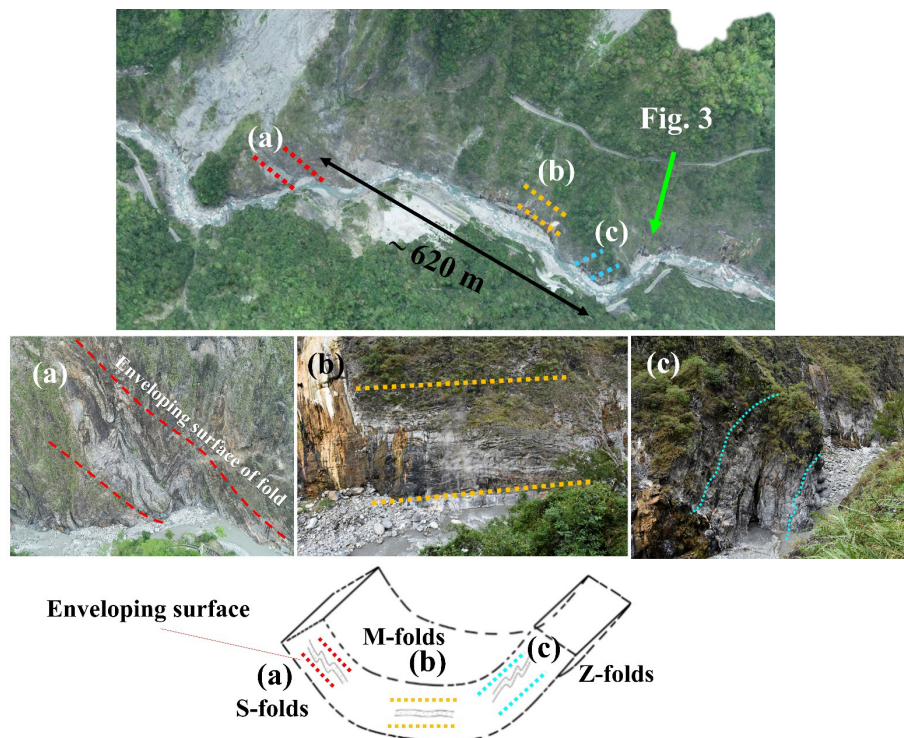 Fig. 3
(a)
(b)
(c)
~ 620 m
(a)
Enveloping surface of fold
(b)
(c)
Enveloping surface
M-folds
(a)
(b)
(c)
S-folds
Z-folds